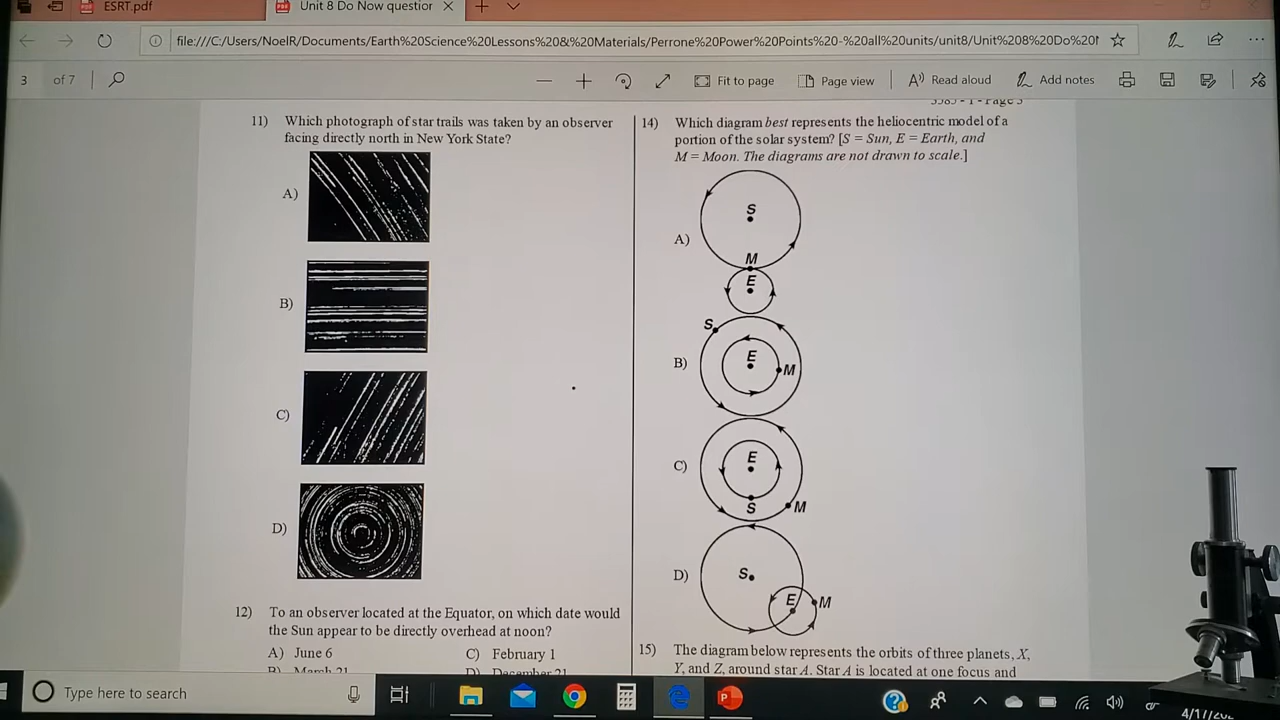 ESRT.pdf
Unit 8 Do Now question
file:///C:/Users/NoelR/Documents/Earth%20Science%20Lessons%20&%20Materials/Perrone%20Power%20Points%20-%20all%20units/unit8/Unit%208%20Do%20
3 of 7
Fit to page
Page view
Read aloud
Add notes
11) Which photograph of star trails was taken by an observer
facing directly north in New York State?
A)
B)
C)
D)
12) To an observer located at the Equator, on which date would
the Sun appear to be directly overhead at noon?
A) June 6
C) February 1
B) March 21
D) December 21
14) Which diagram best represents the heliocentric model of a
portion of the solar system? [S = Sun, E = Earth, and
M = Moon. The diagrams are not drawn to scale.]
S
A)
M
E
S
B)
E
M
C)
E
S
M
D)
S
E
M
15) The diagram below represents the orbits of three planets, X,
Y, and Z, around star A. Star A is located at one focus and
Type here to search